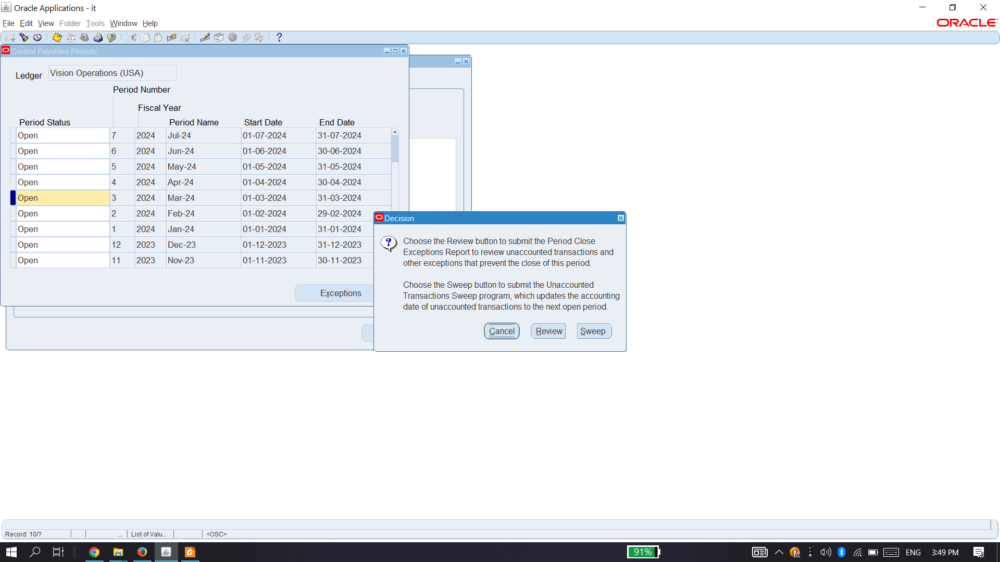 Oracle Applications - it
File Edit View Folder Tools Window Help
ORACLE
Control Payables Periods
Ledger Vision Operations (USA)
Period Number
Fiscal Year
Period Status Period Name Start Date End Date
Open 7 2024 Jul-24 01-07-2024 31-07-2024
Open 6 2024 Jun-24 01-06-2024 30-06-2024
Open 5 2024 May-24 01-05-2024 31-05-2024
Open 4 2024 Apr-24 01-04-2024 30-04-2024
Open 3 2024 Mar-24 01-03-2024 31-03-2024
Open 2 2024 Feb-24 01-02-2024 29-02-2024
Open 1 2024 Jan-24 01-01-2024 31-01-2024
Open 12 2023 Dec-23 01-12-2023 31-12-2023
Open 11 2023 Nov-23 01-11-2023 30-11-2023
Exceptions
Decision
Choose the Review button to submit the Period Close
Exceptions Report to review unaccounted transactions and
other exceptions that prevent the close of this period.
Choose the Sweep button to submit the Unaccounted
Transactions Sweep program, which updates the accounting
date of unaccounted transactions to the next open period.
Cancel Review Sweep
Record: 10/? ... List of Valu... <OSC>
91% ENG 3:49 PM